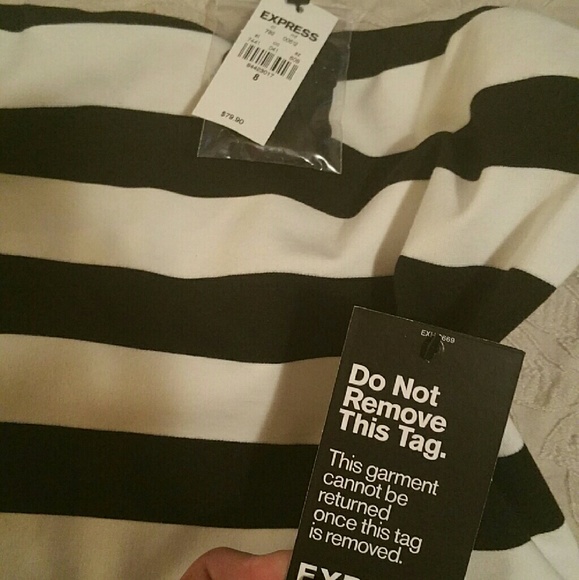 EXPRESS
8
$79.90
Do Not
Remove
This Tag.
This garment
cannot be
returned
once this tag
is removed.